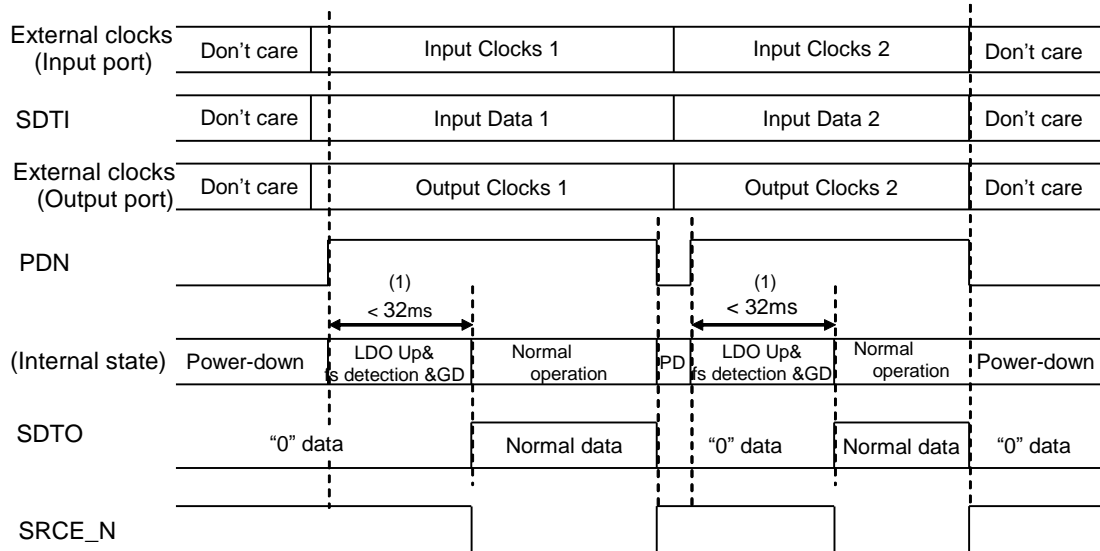 External clocks
(Input port)
Don't care
Input Clocks 1
Input Clocks 2
Don't care
SDTI
Don't care
Input Data 1
Input Data 2
Don't care
External clocks
(Output port)
Don't care
Output Clocks 1
Output Clocks 2
Don't care
PDN
(1)
< 32ms
(1)
< 32ms
(Internal state)
Power-down
LDO Up&
fs detection &GD
Normal
operation
PD
LDO Up&
fs detection &GD
Normal
operation
Power-down
SDTO
“0” data
Normal data
“0” data
Normal data
“0” data
SRCE_N